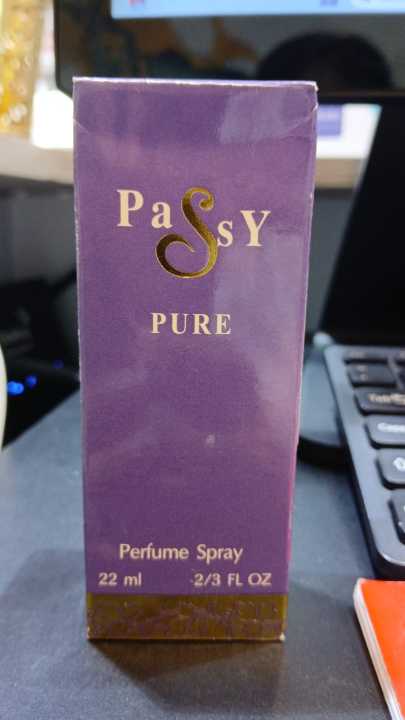 PaSsY
PURE
Perfume Spray
22 ml 2/3 FL OZ